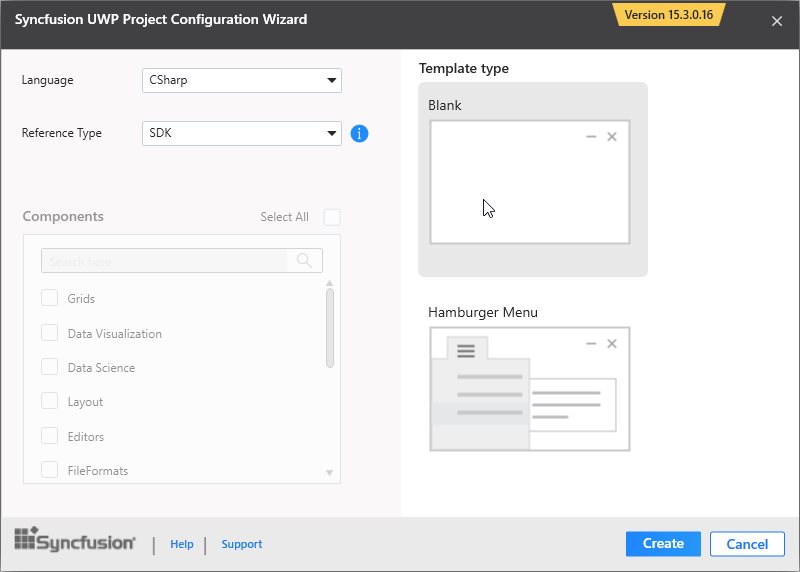 Syncfusion UWP Project Configuration Wizard
Version 15.3.0.16
Language
CSharp
Reference Type
SDK
i
Components
Select All
Search here
Grids
Data Visualization
Data Science
Layout
Editors
FileFormats
Template type
Blank
Hamburger Menu
Syncfusion
Help
Support
Create
Cancel